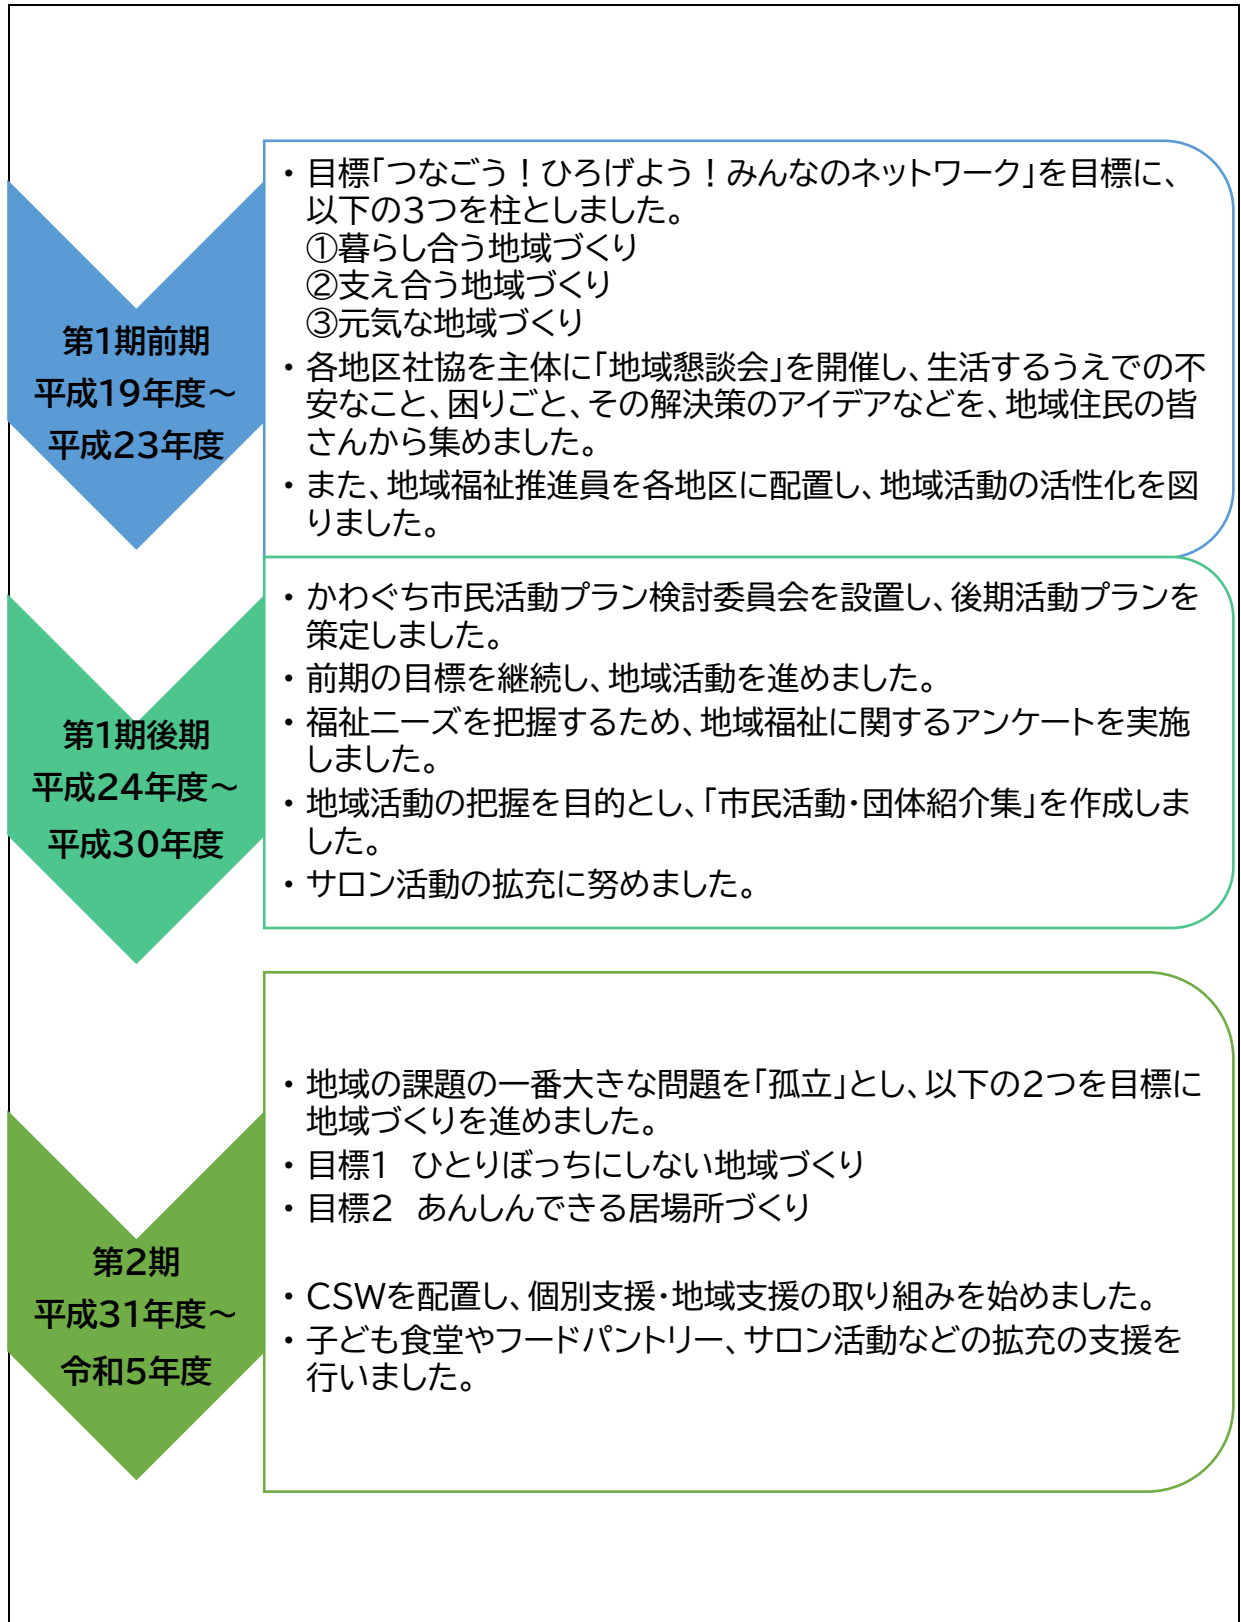 第1期前期
平成19年度～
平成23年度
・目標「つなごう！ひろげよう！みんなのネットワーク」を目標に、
以下の3つを柱としました。
①暮らし合う地域づくり
②支え合う地域づくり
③元気な地域づくり
・各地区社協を主体に「地域懇談会」を開催し、生活するうえでの不
安なこと、困りごと、その解決策のアイデアなどを、地域住民の皆
さんから集めました。
・また、地域福祉推進員を各地区に配置し、地域活動の活性化を図
りました。
第1期後期
平成24年度～
平成30年度
・かわぐち市民活動プラン検討委員会を設置し、後期活動プランを
策定しました。
・前期の目標を継続し、地域活動を進めました。
・福祉ニーズを把握するため、地域福祉に関するアンケートを実施
しました。
・地域活動の把握を目的とし、「市民活動・団体紹介集」を作成しま
した。
・サロン活動の拡充に努めました。
第2期
平成31年度～
令和5年度
・地域の課題の一番大きな問題を「孤立」とし、以下の2つを目標に
地域づくりを進めました。
・目標1　ひとりぼっちにしない地域づくり
・目標2　あんしんできる居場所づくり
・CSWを配置し、個別支援・地域支援の取り組みを始めました。
・子ども食堂やフードパントリー、サロン活動などの拡充の支援を
行いました。